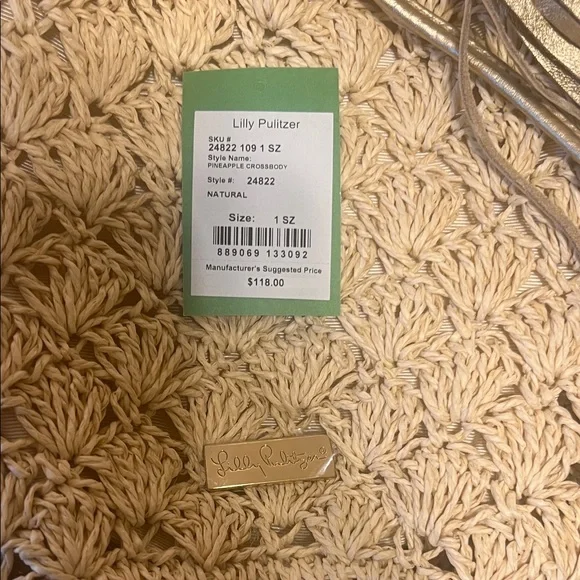 Lilly Pulitzer
SKU #
24822 109 1 SZ
Style Name:
PINEAPPLE CROSSBODY
Style #: 24822
NATURAL
Size: 1 SZ
889069 133092
Manufacturer's Suggested Price
$118.00
Lilly Pulitzer®